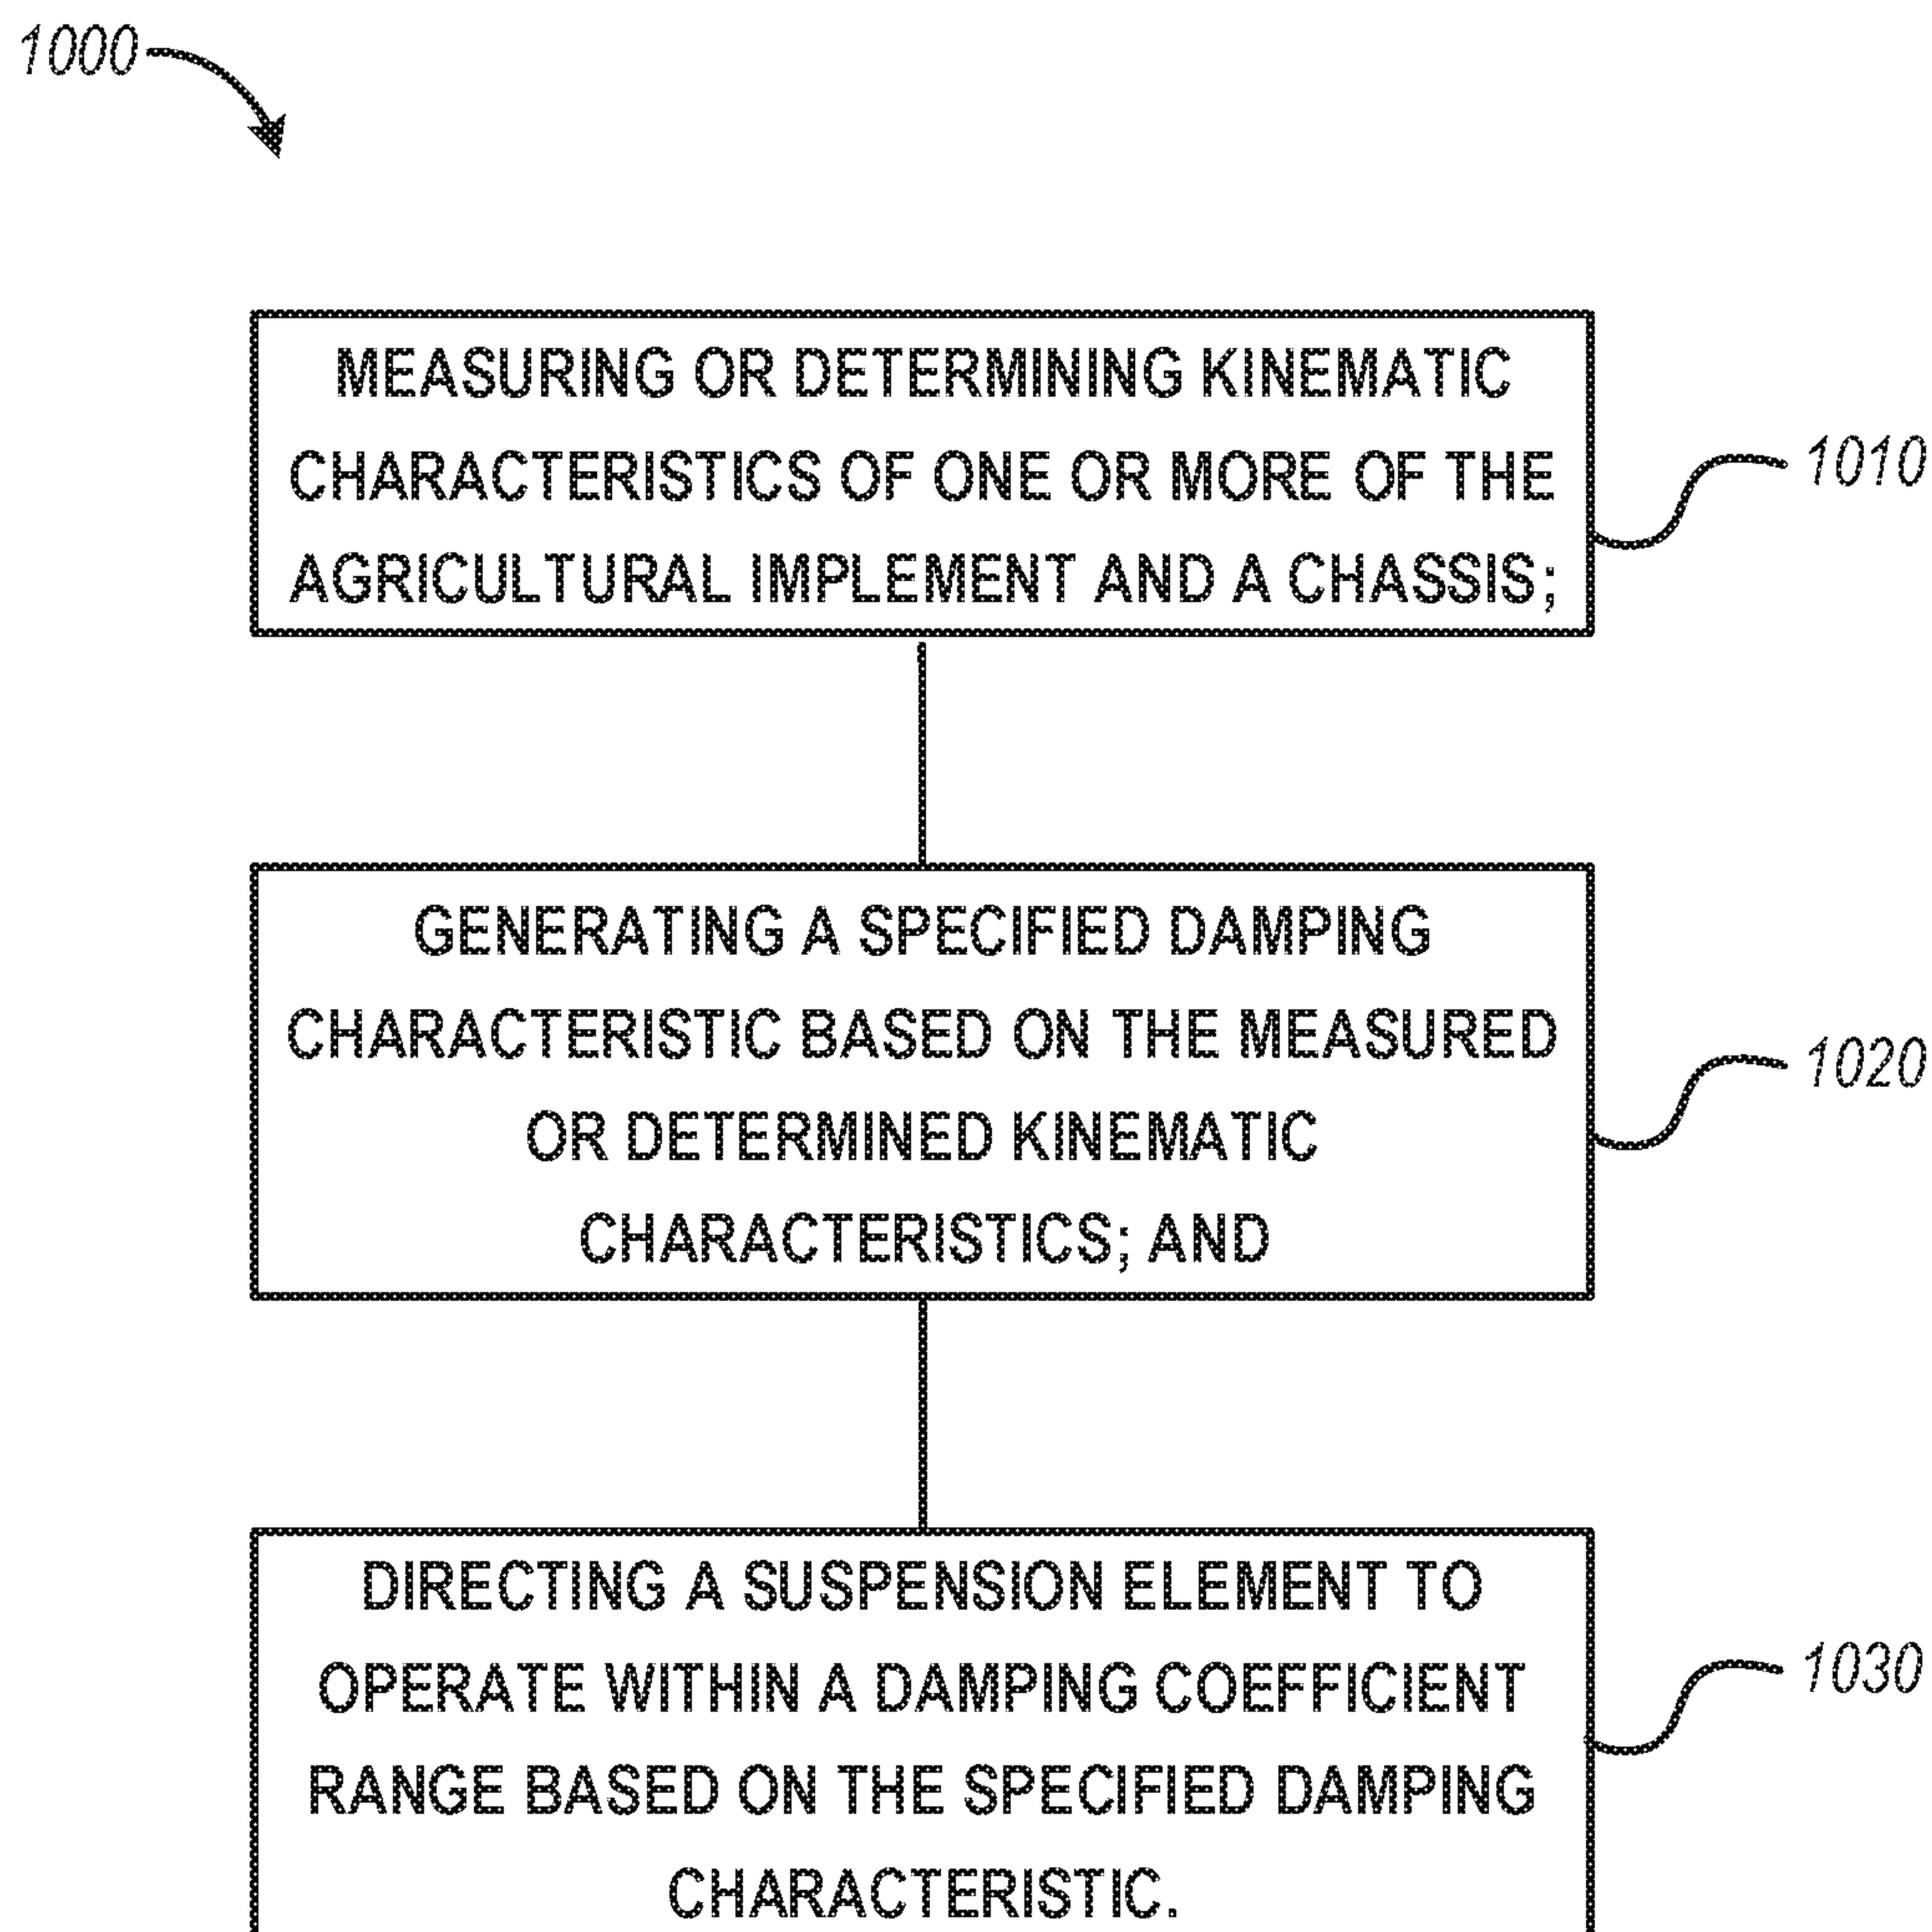 1000
MEASURING OR DETERMINING KINEMATIC
CHARACTERISTICS OF ONE OR MORE OF THE
AGRICULTURAL IMPLEMENT AND A CHASSIS;
1010
GENERATING A SPECIFIED DAMPING
CHARACTERISTIC BASED ON THE MEASURED
OR DETERMINED KINEMATIC
CHARACTERISTICS; AND
1020
DIRECTING A SUSPENSION ELEMENT TO
OPERATE WITHIN A DAMPING COEFFICIENT
RANGE BASED ON THE SPECIFIED DAMPING
CHARACTERISTIC.
1030